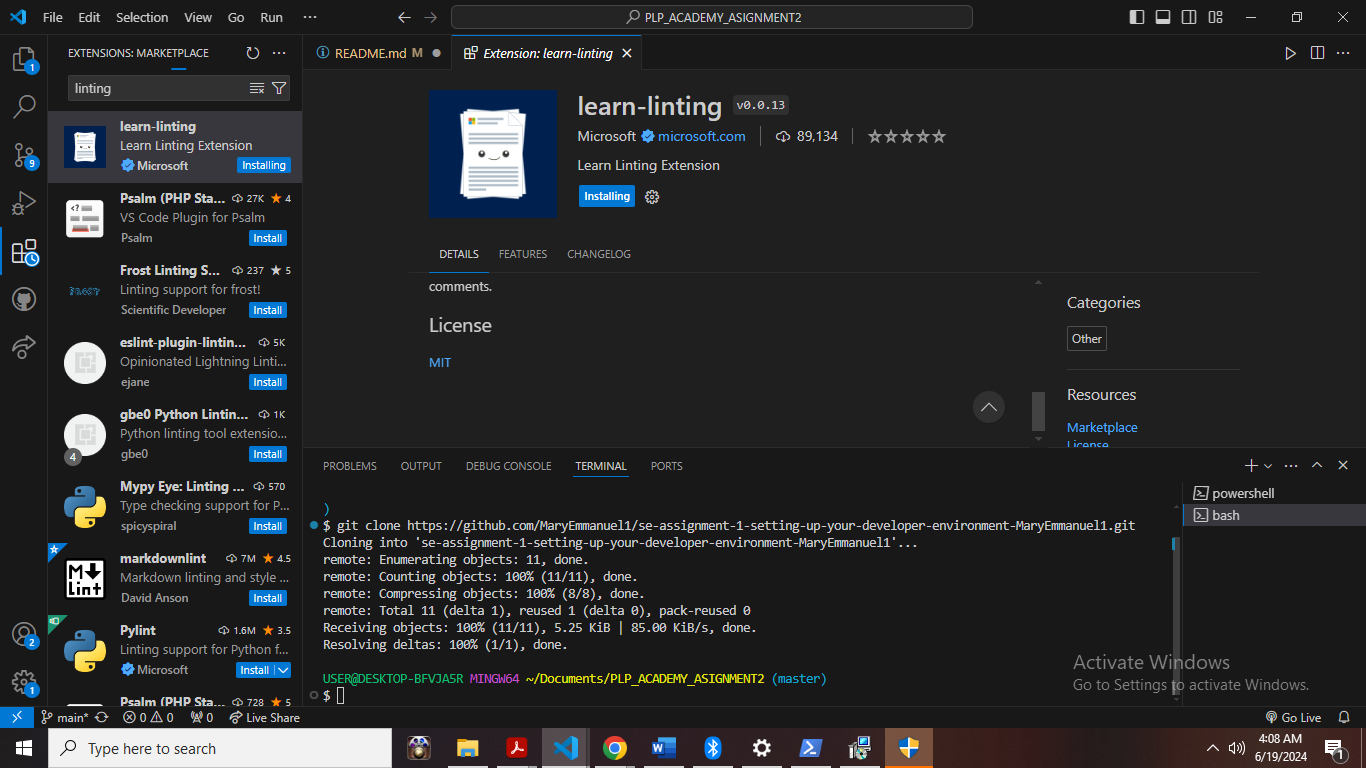 File Edit Selection View Go Run ··· PLP_ACADEMY_ASIGNMENT2
EXTENSIONS: MARKETPLACE
linting
learn-linting
Learn Linting Extension
Microsoft Installing
Psalm (PHP Sta... 27K 4
VS Code Plugin for Psalm
Psalm Install
Frost Linting S... 237 5
Linting support for frost!
Scientific Developer Install
eslint-plugin-lintin... 5K
Opinionated Lightning Linti...
ejane Install
gbe0 Python Lintin... 1K
Python linting tool extensio...
gbe0 Install
4
Mypy Eye: Linting ... 570
Type checking support for P...
spicyspiral Install
markdownlint 7M 4.5
Markdown linting and style ...
David Anson Install
M Lint
Pylint 1.6M 3.5
Linting support for Python f...
Microsoft Install
Psalm (PHP Sta... 728 5
1
9
2
1
README.md M Extension: learn-linting
learn-linting v0.0.13
Microsoft microsoft.com 89,134
Learn Linting Extension
Installing
DETAILS FEATURES CHANGELOG
comments.
License
MIT
Categories
Other
Resources
Marketplace
License
PROBLEMS OUTPUT DEBUG CONSOLE TERMINAL PORTS
powershell
bash
)
$ git clone https://github.com/MaryEmmanuel1/se-assignment-1-setting-up-your-developer-environment-MaryEmmanuel1.git
Cloning into 'se-assignment-1-setting-up-your-developer-environment-MaryEmmanuel1'...
remote: Enumerating objects: 11, done.
remote: Counting objects: 100% (11/11), done.
remote: Compressing objects: 100% (8/8), done.
remote: Total 11 (delta 1), reused 1 (delta 0), pack-reused 0
Receiving objects: 100% (11/11), 5.25 KiB | 85.00 KiB/s, done.
Resolving deltas: 100% (1/1), done.
USER@DESKTOP-BFVJA5R MINGW64 ~/Documents/PLP_ACADEMY_ASIGNMENT2 (master)
$
Activate Windows
Go to Settings to activate Windows.
main* 0 0 0 Live Share Go Live
Type here to search
4:08 AM
6/19/2024
1